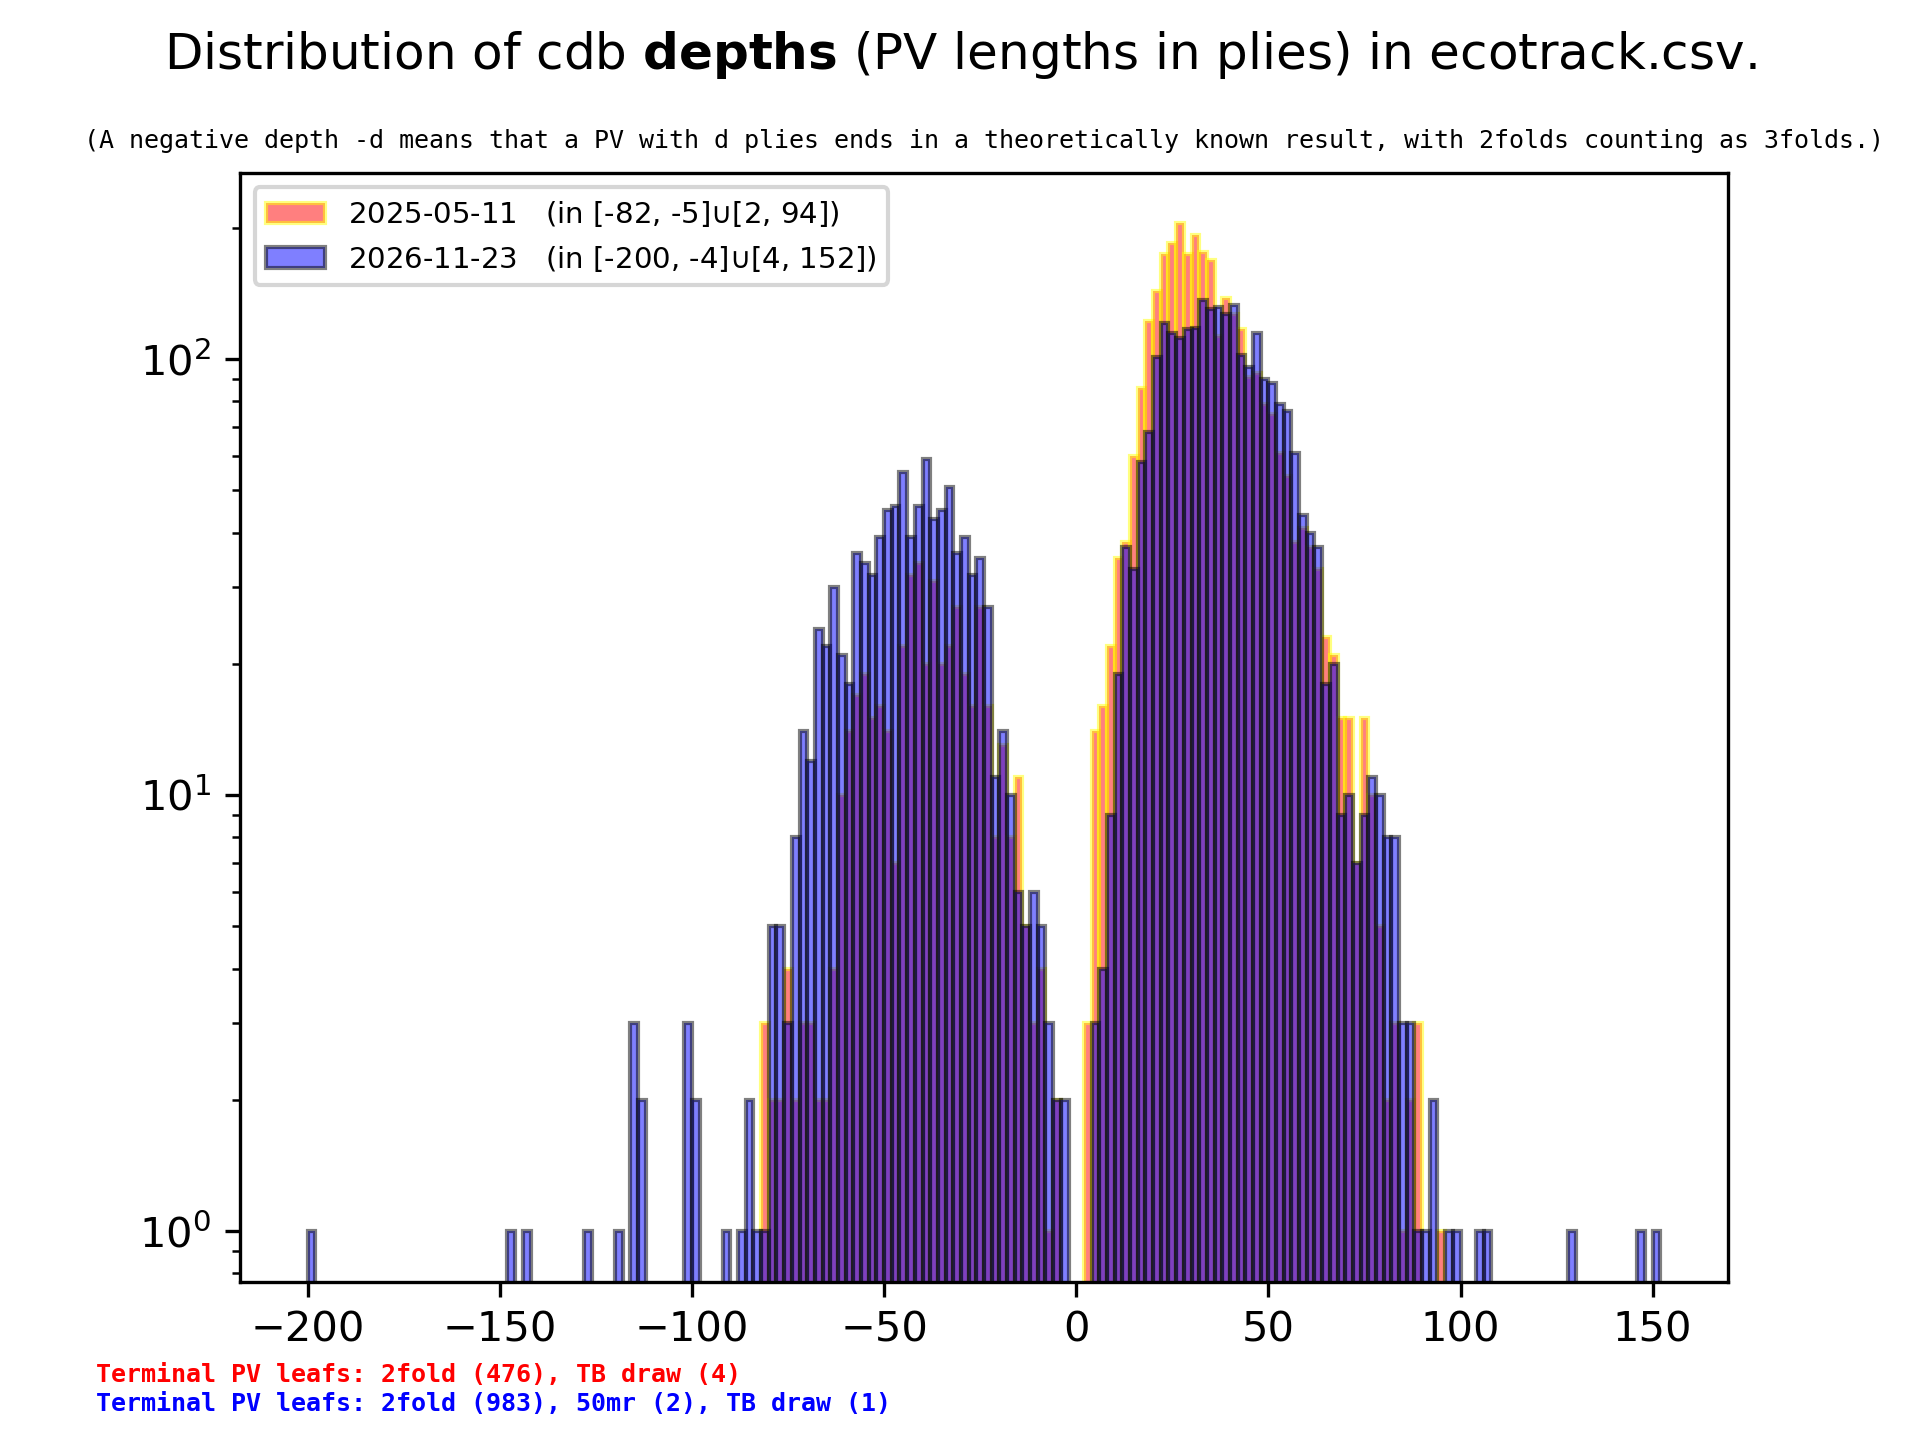 Distribution of cdb depths (PV lengths in plies) in ecotrack.csv.
(A negative depth -d means that a PV with d plies ends in a theoretically known result, with 2folds counting as 3folds.)
2025-05-11 (in [-82, -5]∪[2, 94])
2026-11-23 (in [-200, -4]∪[4, 152])
10²
10¹
10⁰
−200 −150 −100 −50 0 50 100 150
Terminal PV leafs: 2fold (476), TB draw (4)
Terminal PV leafs: 2fold (983), 50mr (2), TB draw (1)